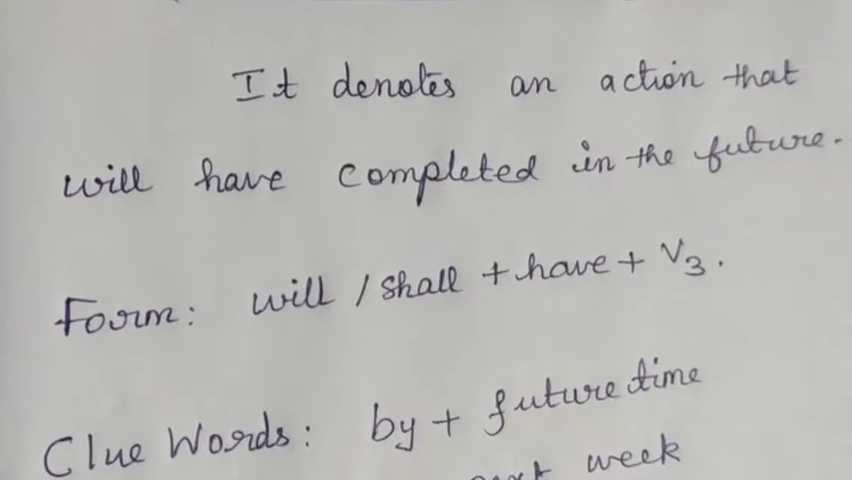 It denotes an action that
will have completed in the future.
Form: will / shall + have + V3.
Clue Words: by + future time
week